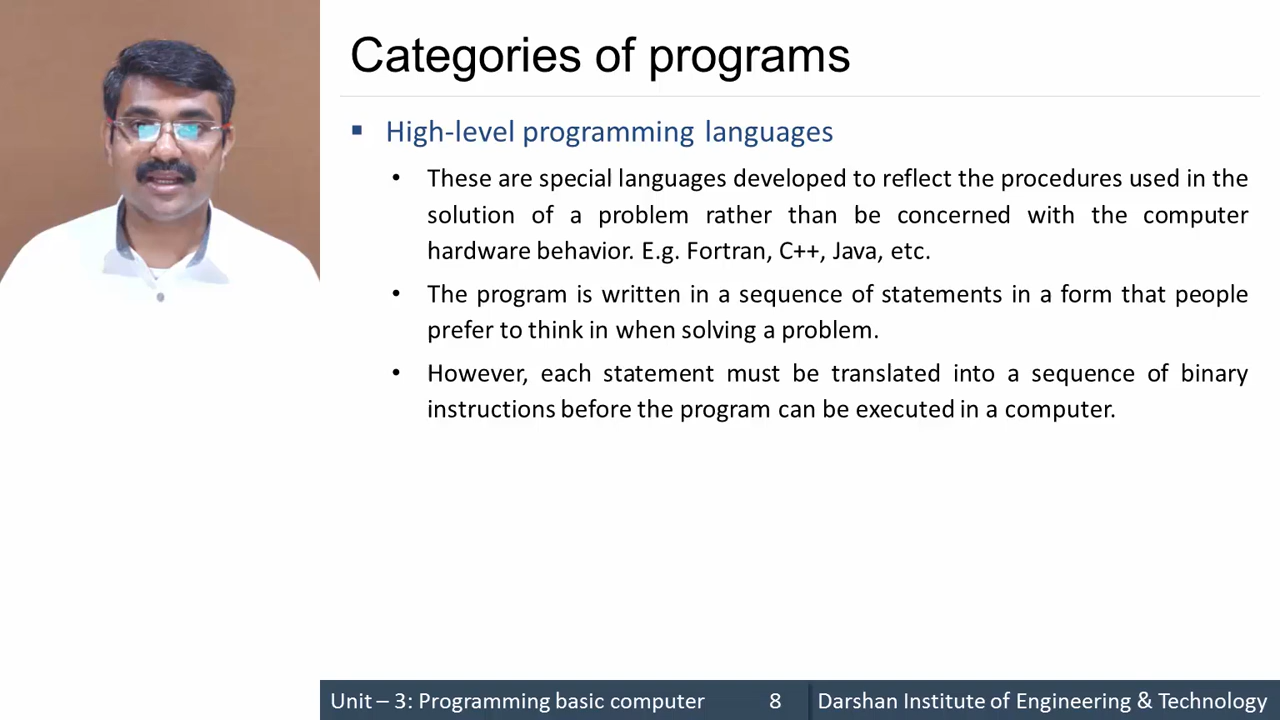 Categories of programs
▪ High-level programming languages
• These are special languages developed to reflect the procedures used in the
solution of a problem rather than be concerned with the computer
hardware behavior. E.g. Fortran, C++, Java, etc.
• The program is written in a sequence of statements in a form that people
prefer to think in when solving a problem.
• However, each statement must be translated into a sequence of binary
instructions before the program can be executed in a computer.
Unit – 3: Programming basic computer 8 Darshan Institute of Engineering & Technology